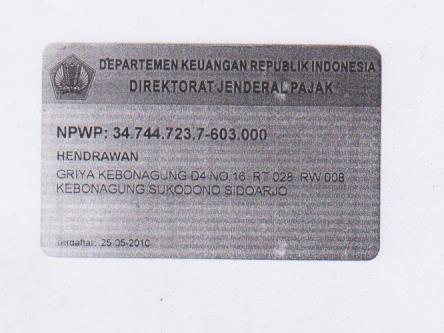 DEPARTEMEN KEUANGAN REPUBLIK INDONESIA
DIREKTORAT JENDERAL PAJAK
NPWP: 34.744.723.7-603.000
HENDRAWAN
GRIYA KEBONAGUNG D4 NO.16 RT 028 RW 008
KEBONAGUNG SUKODONO SIDOARJO
Terdaftar: 25-05-2010